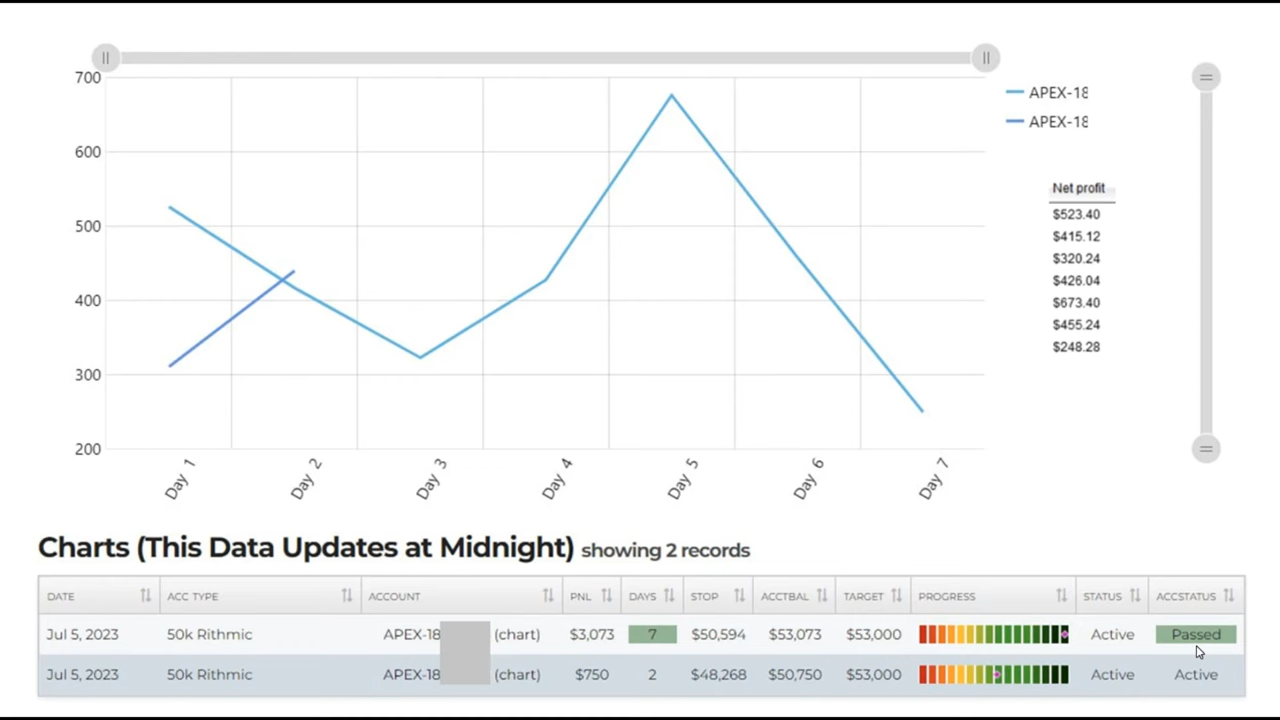 700
600
500
400
300
200
Day 1
Day 2
Day 3
Day 4
Day 5
Day 6
Day 7
APEX-18
APEX-18
Net profit
$523.40
$415.12
$320.24
$426.04
$673.40
$455.24
$248.28
Charts (This Data Updates at Midnight) showing 2 records
DATE ACC TYPE ACCOUNT PNL DAYS STOP ACCTBAL TARGET PROGRESS STATUS ACCSTATUS
Jul 5, 2023 50k Rithmic APEX-18 (chart) $3,073 7 $50,594 $53,073 $53,000 Active Passed
Jul 5, 2023 50k Rithmic APEX-18 (chart) $750 2 $48,268 $50,750 $53,000 Active Active